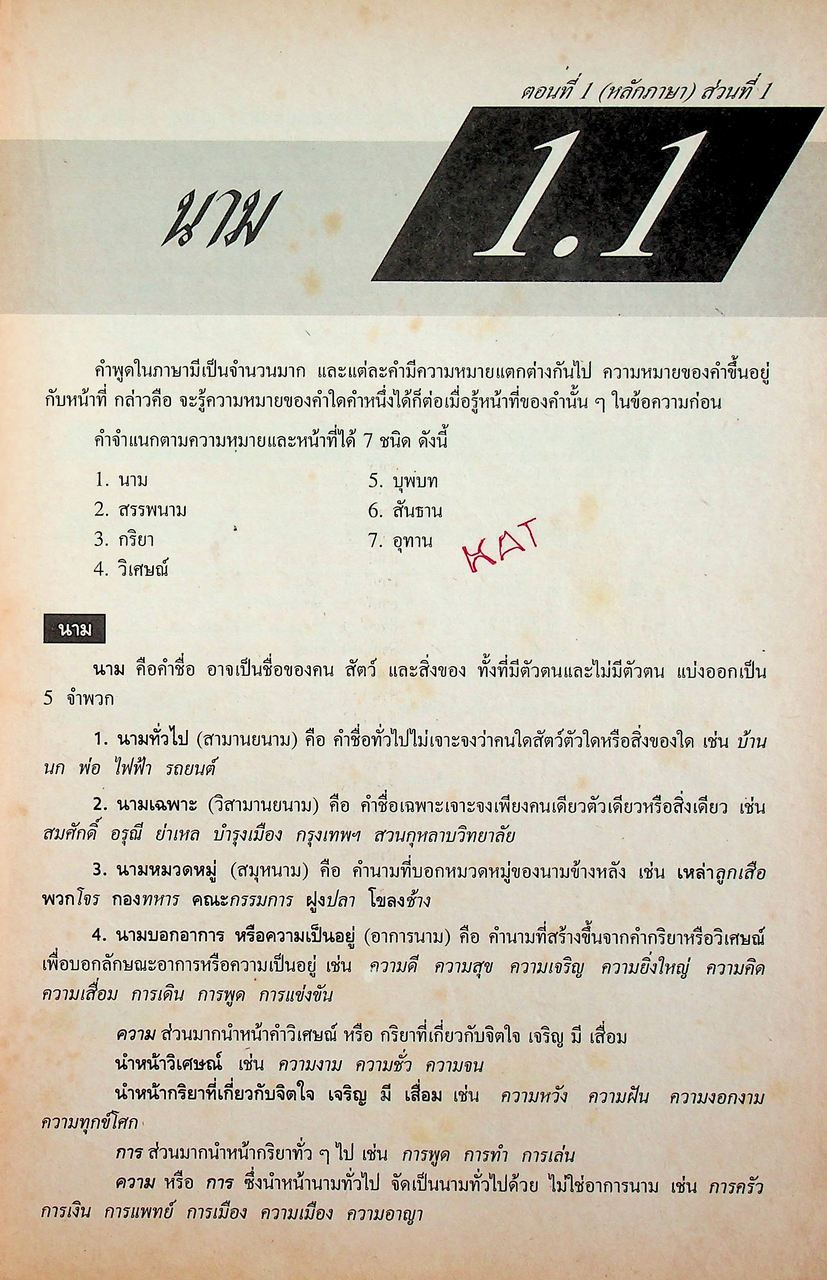 ตอนที่ 1 (หลักภาษา) ส่วนที่ 1
นาม
1.1
คำพูดในภาษามีเป็นจำนวนมาก และแต่ละคำมีความหมายแตกต่างกันไป ความหมายของคำขึ้นอยู่
กับหน้าที่ กล่าวคือ จะรู้ความหมายของคำใดคำหนึ่งได้ก็ต่อเมื่อรู้หน้าที่ของคำนั้น ๆ ในข้อความก่อน
คำจำแนกตามความหมายและหน้าที่ได้ 7 ชนิด ดังนี้
1. นาม
2. สรรพนาม
3. กริยา
4. วิเศษณ์
5. บุพบท
6. สันธาน
7. อุทาน
KAT
นาม
นาม คือคำชื่อ อาจเป็นชื่อของคน สัตว์ และสิ่งของ ทั้งที่มีตัวตนและไม่มีตัวตน แบ่งออกเป็น
5 จำพวก
1. นามทั่วไป (สามานยนาม) คือ คำชื่อทั่วไปไม่เจาะจงว่าคนใดสัตว์ตัวใดหรือสิ่งของใด เช่น บ้าน
นก พ่อ ไฟฟ้า รถยนต์
2. นามเฉพาะ (วิสามานยนาม) คือ คำชื่อเฉพาะเจาะจงเพียงคนเดียวตัวเดียวหรือสิ่งเดียว เช่น
สมศักดิ์ อรุณี ย่าเหล บำรุงเมือง กรุงเทพฯ สวนกุหลาบวิทยาลัย
3. นามหมวดหมู่ (สมุหนาม) คือ คำนามที่บอกหมวดหมู่ของนามข้างหลัง เช่น เหล่าลูกเสือ
พวกโจร กองทหาร คณะกรรมการ ฝูงปลา โขลงช้าง
4. นามบอกอาการ หรือความเป็นอยู่ (อาการนาม) คือ คำนามที่สร้างขึ้นจากคำกริยาหรือวิเศษณ์
เพื่อบอกลักษณะอาการหรือความเป็นอยู่ เช่น ความดี ความสุข ความเจริญ ความยิ่งใหญ่ ความคิด
ความเสื่อม การเดิน การพูด การแข่งขัน
ความ ส่วนมากนำหน้าคำวิเศษณ์ หรือ กริยาที่เกี่ยวกับจิตใจ เจริญ มี เสื่อม
นำหน้าวิเศษณ์ เช่น ความงาม ความชั่ว ความจน
นำหน้ากริยาที่เกี่ยวกับจิตใจ เจริญ มี เสื่อม เช่น ความหวัง ความฝัน ความงอกงาม
ความทุกข์โศก
การ ส่วนมากนำหน้ากริยาทั่ว ๆ ไป เช่น การพูด การทำ การเล่น
ความ หรือ การ ซึ่งนำหน้านามทั่วไป จัดเป็นนามทั่วไปด้วย ไม่ใช่อาการนาม เช่น การครัว
การเงิน การแพทย์ การเมือง ความเมือง ความอาญา